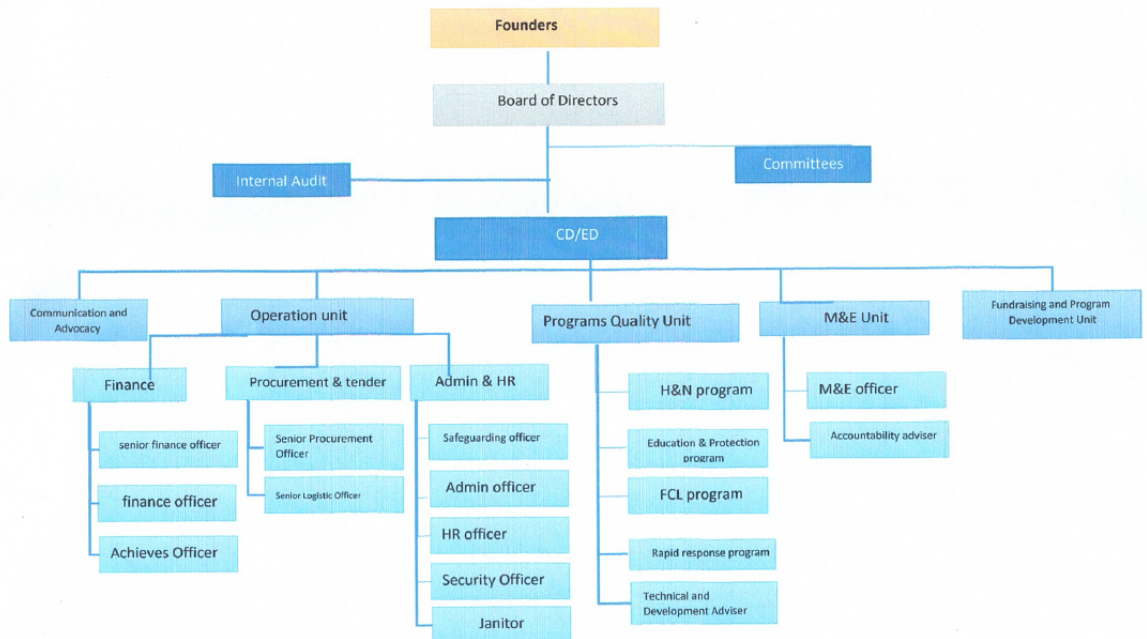 Founders
Board of Directors
Internal Audit
Committees
CD/ED
Communication and
Advocacy
Operation unit
Programs Quality Unit
M&E Unit
Fundraising and Program
Development Unit
Finance
senior finance officer
finance officer
Achieves Officer
Procurement & tender
Senior Procurement
Officer
Senior Logistic Officer
Admin & HR
Safeguarding officer
Admin officer
HR officer
Security Officer
Janitor
H&N program
Education & Protection
program
FCL program
Rapid response program
Technical and
Development Adviser
M&E officer
Accountability adviser